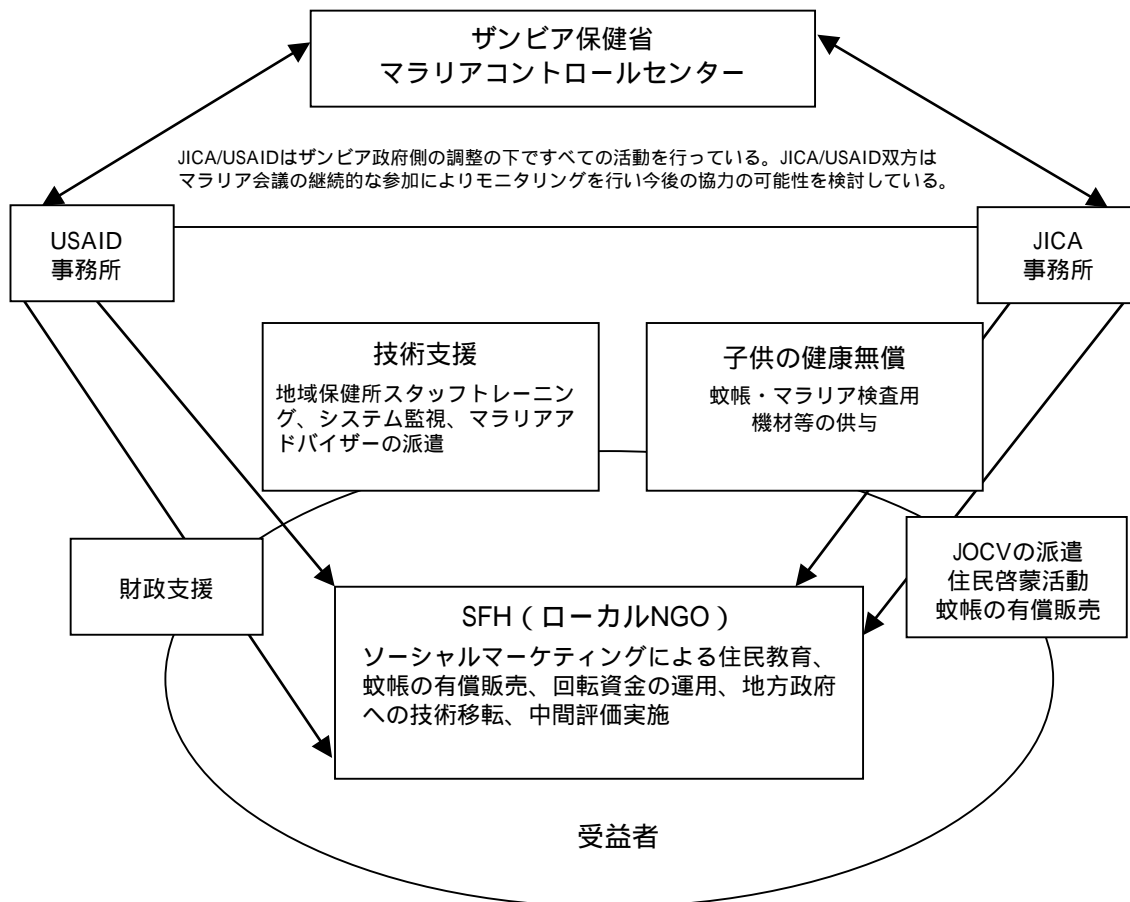 ザンビア保健省
マラリアコントロールセンター
JICA/USAIDはザンビア政府側の調整の下ですべての活動を行っている。JICA/USAID双方は
マラリア会議の継続的な参加によりモニタリングを行い今後の協力の可能性を検討している。
USAID
事務所
JICA
事務所
技術支援
地域保健所スタッフトレーニン
グ、システム監視、マラリアア
ドバイザーの派遣
子供の健康無償
蚊帳・マラリア検査用
機材等の供与
財政支援
JOCVの派遣
住民啓蒙活動
蚊帳の有償販売
SFH（ローカルNGO）
ソーシャルマーケティングによる住民教育、
蚊帳の有償販売、回転資金の運用、地方政府
への技術移転、中間評価実施
受益者